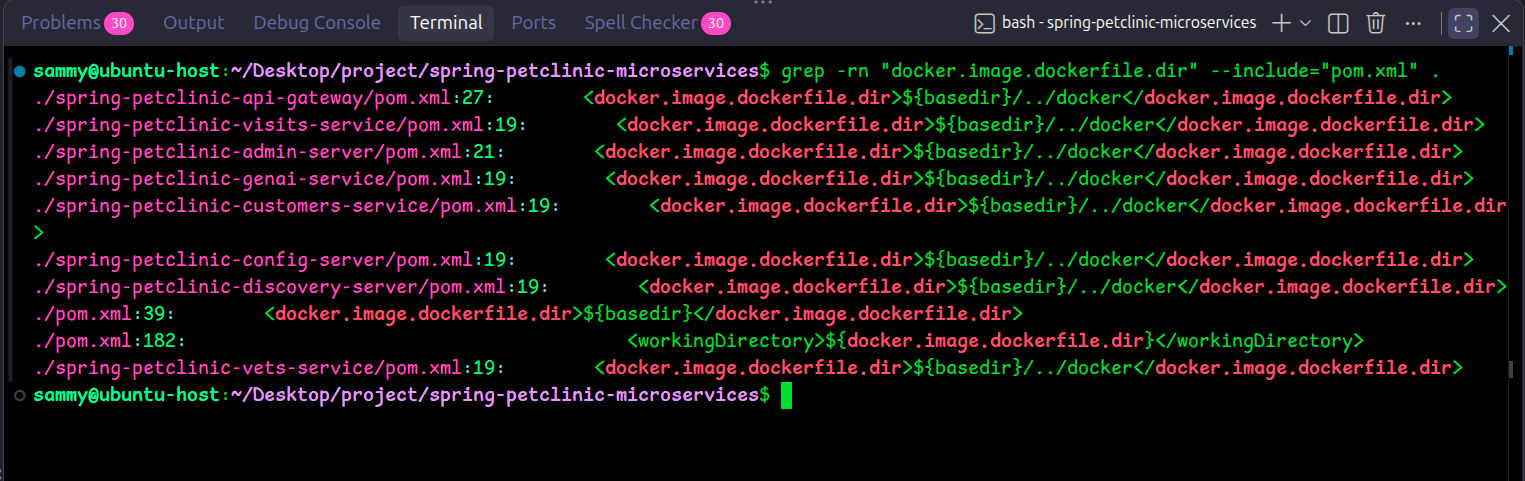 Problems 30 Output Debug Console Terminal Ports Spell Checker 30 bash - spring-petclinic-microservices
sammy@ubuntu-host:~/Desktop/project/spring-petclinic-microservices$ grep -rn "docker.image.dockerfile.dir" --include="pom.xml" .
./spring-petclinic-api-gateway/pom.xml:27:        <docker.image.dockerfile.dir>${basedir}/../docker</docker.image.dockerfile.dir>
./spring-petclinic-visits-service/pom.xml:19:        <docker.image.dockerfile.dir>${basedir}/../docker</docker.image.dockerfile.dir>
./spring-petclinic-admin-server/pom.xml:21:        <docker.image.dockerfile.dir>${basedir}/../docker</docker.image.dockerfile.dir>
./spring-petclinic-genai-service/pom.xml:19:        <docker.image.dockerfile.dir>${basedir}/../docker</docker.image.dockerfile.dir>
./spring-petclinic-customers-service/pom.xml:19:        <docker.image.dockerfile.dir>${basedir}/../docker</docker.image.dockerfile.dir
>
./spring-petclinic-config-server/pom.xml:19:        <docker.image.dockerfile.dir>${basedir}/../docker</docker.image.dockerfile.dir>
./spring-petclinic-discovery-server/pom.xml:19:        <docker.image.dockerfile.dir>${basedir}/../docker</docker.image.dockerfile.dir>
./pom.xml:39:        <docker.image.dockerfile.dir>${basedir}</docker.image.dockerfile.dir>
./pom.xml:182:                                        <workingDirectory>${docker.image.dockerfile.dir}</workingDirectory>
./spring-petclinic-vets-service/pom.xml:19:        <docker.image.dockerfile.dir>${basedir}/../docker</docker.image.dockerfile.dir>
sammy@ubuntu-host:~/Desktop/project/spring-petclinic-microservices$